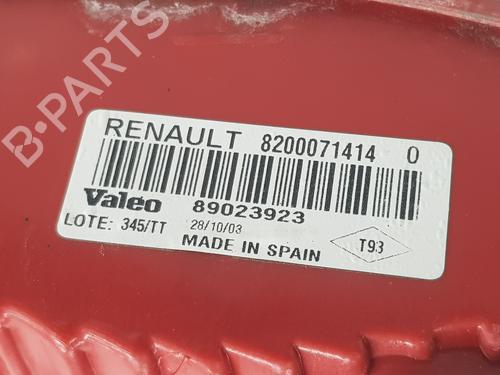 B-PARTS
RENAULT 8200071414 0
Valeo 89023923
LOTE: 345/TT 28/10/03
MADE IN SPAIN T93